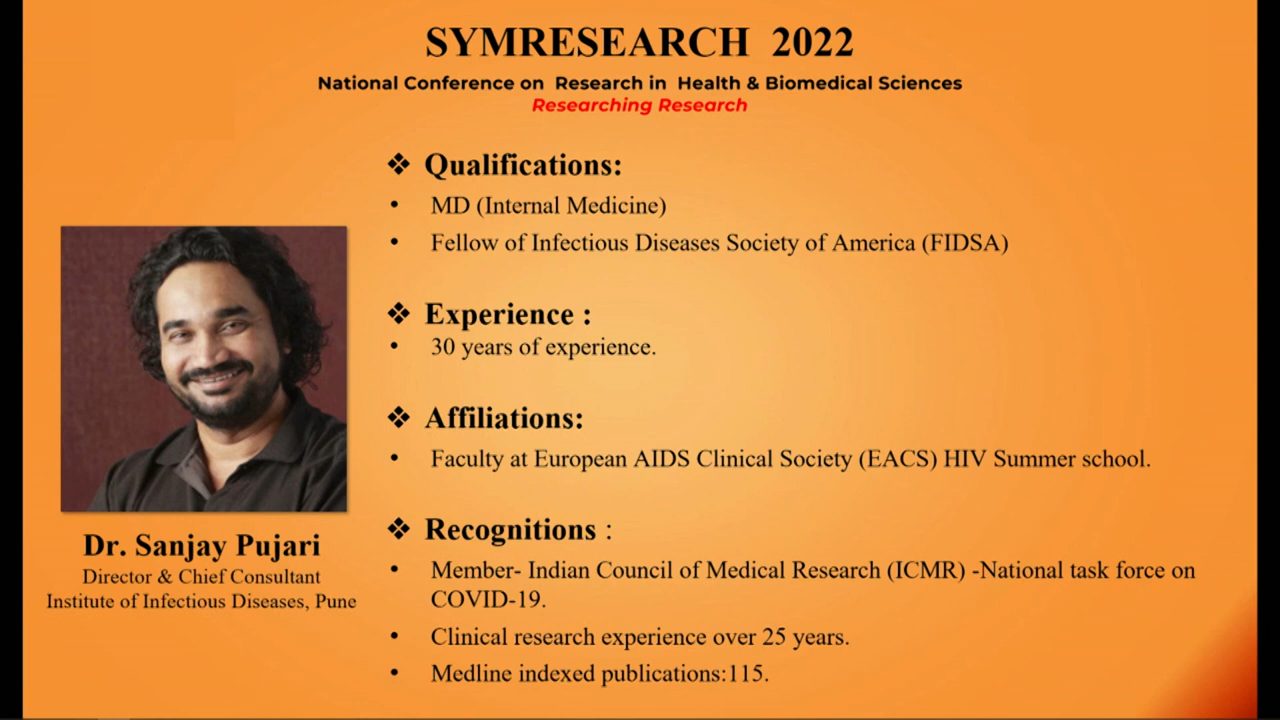 SYMRESEARCH 2022
National Conference on Research in Health & Biomedical Sciences
Researching Research
❖ Qualifications:
• MD (Internal Medicine)
• Fellow of Infectious Diseases Society of America (FIDSA)
❖ Experience :
• 30 years of experience.
❖ Affiliations:
• Faculty at European AIDS Clinical Society (EACS) HIV Summer school.
❖ Recognitions :
• Member- Indian Council of Medical Research (ICMR) -National task force on
COVID-19.
• Clinical research experience over 25 years.
• Medline indexed publications:115.
Dr. Sanjay Pujari
Director & Chief Consultant
Institute of Infectious Diseases, Pune